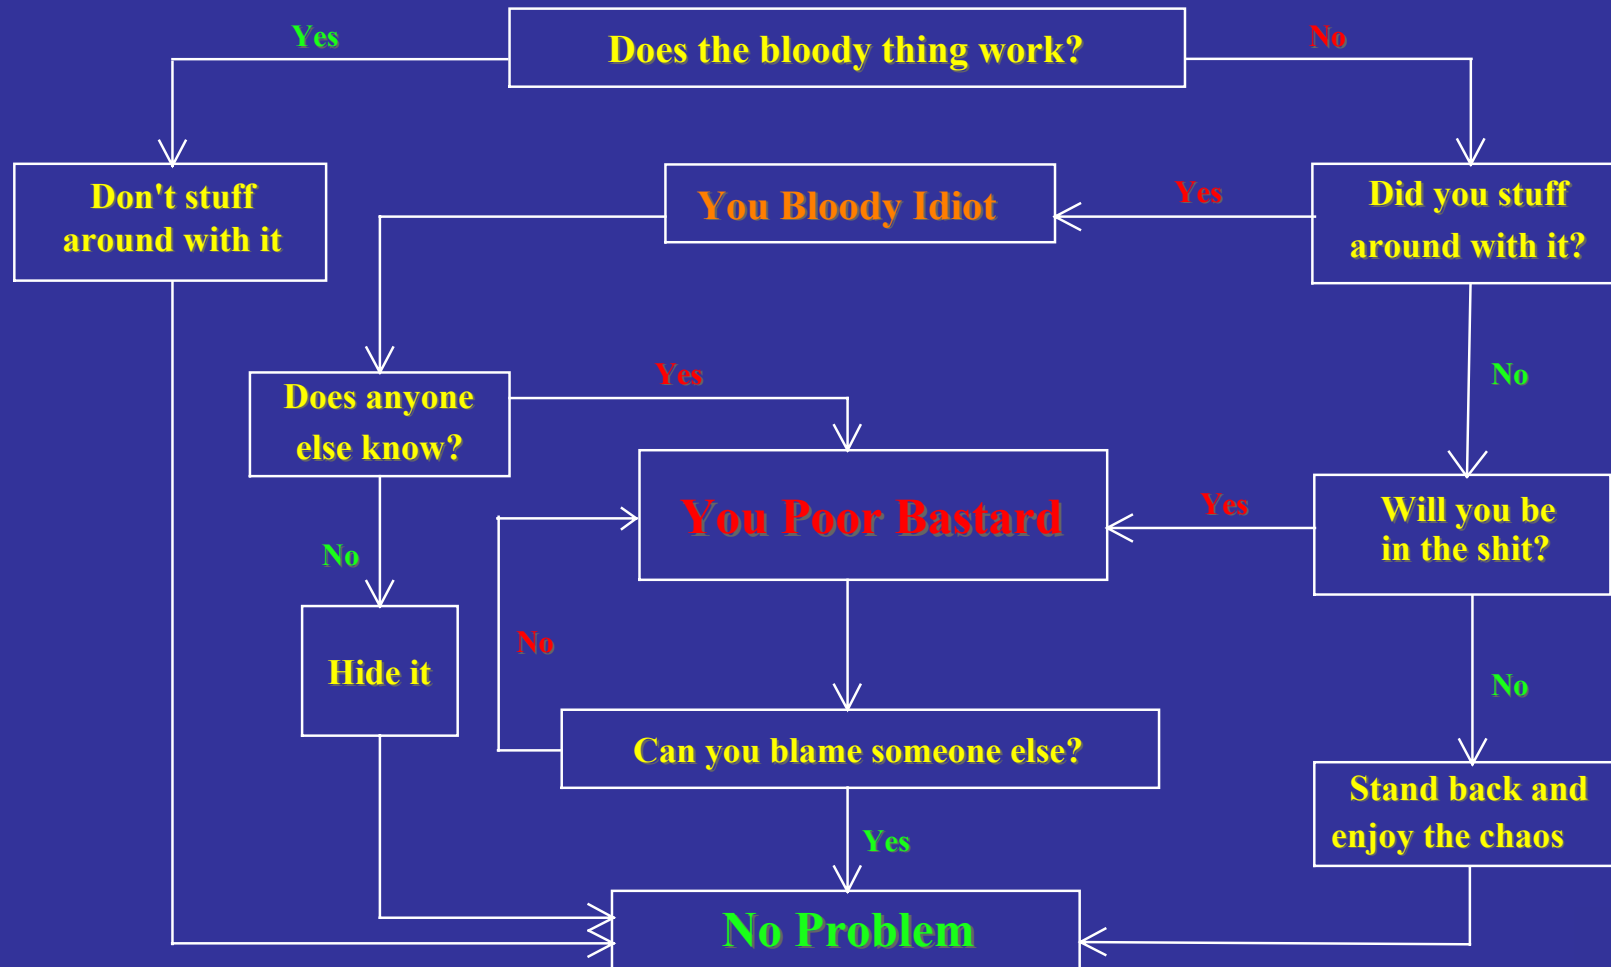 Yes
Does the bloody thing work?
No
Don't stuff
around with it
You Bloody Idiot
Yes
Did you stuff
around with it?
Does anyone
else know?
Yes
No
You Poor Bastard
Yes
Will you be
in the shit?
No
Hide it
No
Can you blame someone else?
No
Stand back and
enjoy the chaos
Yes
No Problem